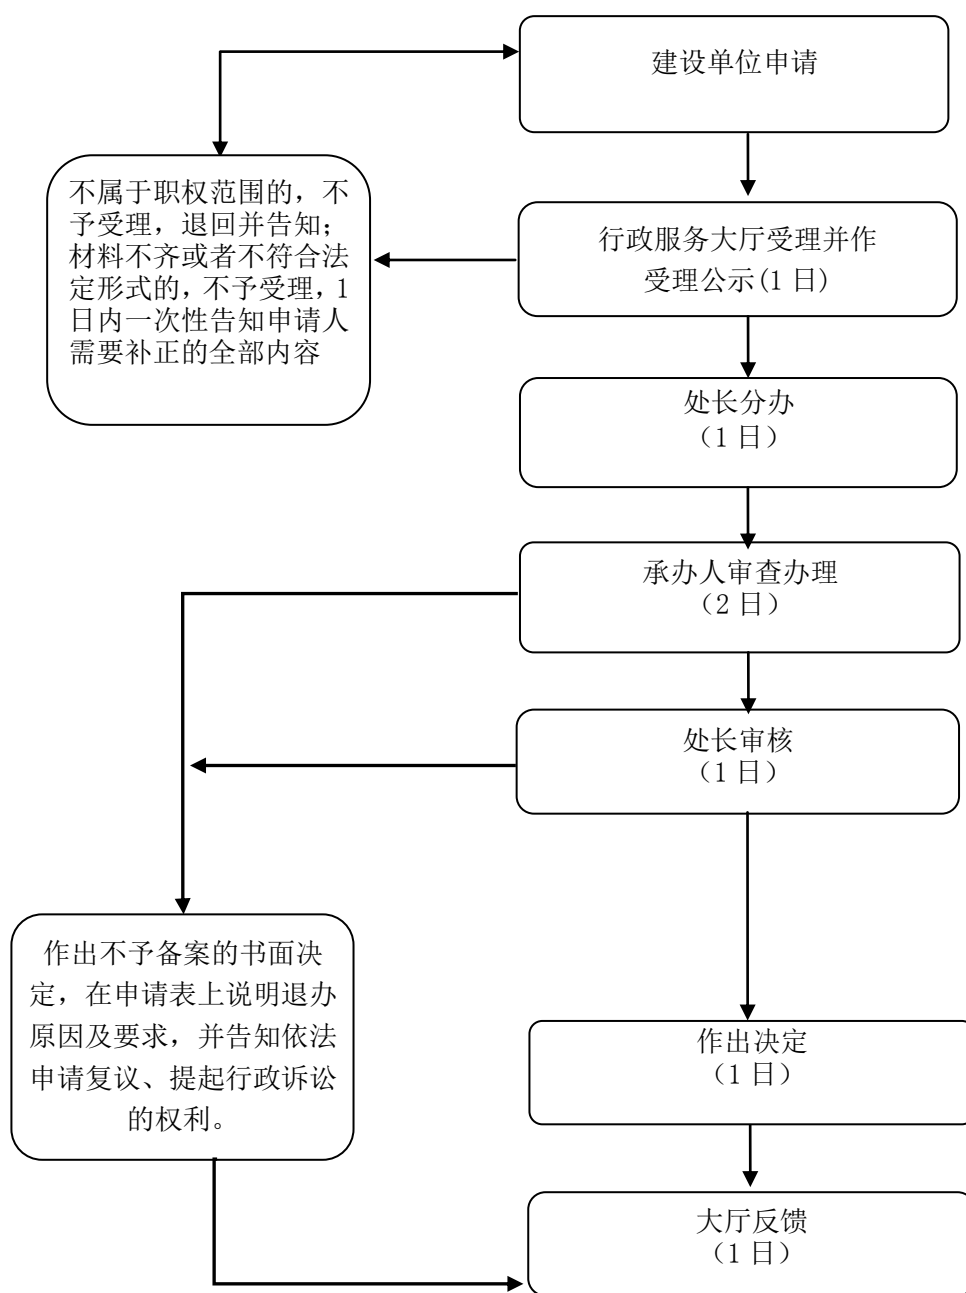 建设单位申请
不属于职权范围的，不
予受理，退回并告知；
材料不齐或者不符合法
定形式的，不予受理，1
日内一次性告知申请人
需要补正的全部内容
行政服务大厅受理并作
受理公示(1 日)
处长分办
（1 日）
承办人审查办理
（2 日）
处长审核
（1 日）
作出不予备案的书面决
定，在申请表上说明退办
原因及要求，并告知依法
申请复议、提起行政诉讼
的权利。
作出决定
（1 日）
大厅反馈
（1 日）